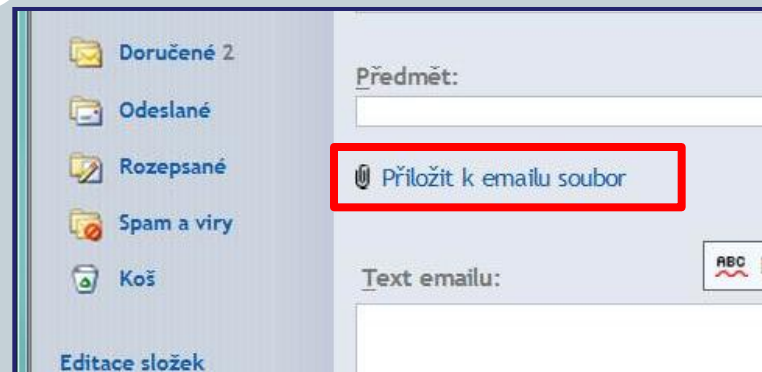 Doručené 2
Odeslané
Rozepsané
Spam a viry
Koš
Editace složek
Předmět:
Přiložit k emailu soubor
Text emailu:
ABC